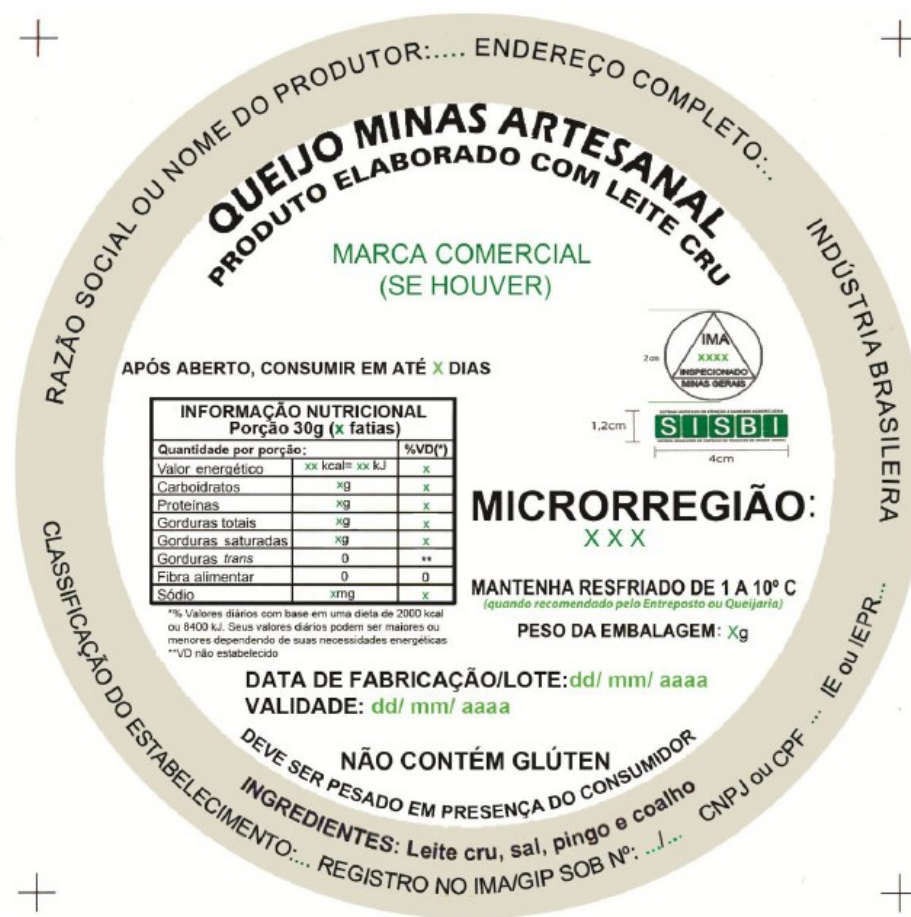 RAZÃO SOCIAL OU NOME DO PRODUTOR:.... ENDEREÇO COMPLETO:...
INDÚSTRIA BRASILEIRA
QUEIJO MINAS ARTESANAL
PRODUTO ELABORADO COM LEITE CRU
MARCA COMERCIAL
(SE HOUVER)
IMA
XXXX
INSPECIONADO
MINAS GERAIS
2cm
APÓS ABERTO, CONSUMIR EM ATÉ X DIAS
1,2cm
SISBI
4cm
INFORMAÇÃO NUTRICIONAL
Porção 30g (x fatias)
Quantidade por porção: %VD(*)
Valor energético xx kcal= xx kJ x
Carboidratos xg x
Proteínas xg x
Gorduras totais xg x
Gorduras saturadas xg x
Gorduras trans 0 **
Fibra alimentar 0 0
Sódio xmg x
*% Valores diários com base em uma dieta de 2000 kcal
ou 8400 kJ. Seus valores diários podem ser maiores ou
menores dependendo de suas necessidades energéticas
**VD não estabelecido
MICRORREGIÃO:
X X X
MANTENHA RESFRIADO DE 1 A 10º C
(quando recomendado pelo Entreposto ou Queijaria)
PESO DA EMBALAGEM: Xg
DATA DE FABRICAÇÃO/LOTE:dd/ mm/ aaaa
VALIDADE: dd/ mm/ aaaa
NÃO CONTÉM GLÚTEN
DEVE SER PESADO EM PRESENÇA DO CONSUMIDOR
INGREDIENTES: Leite cru, sal, pingo e coalho
CLASSIFICAÇÃO DO ESTABELECIMENTO:... REGISTRO NO IMA/GIP SOB Nº: .../... CNPJ ou CPF ... IE ou IEPR...